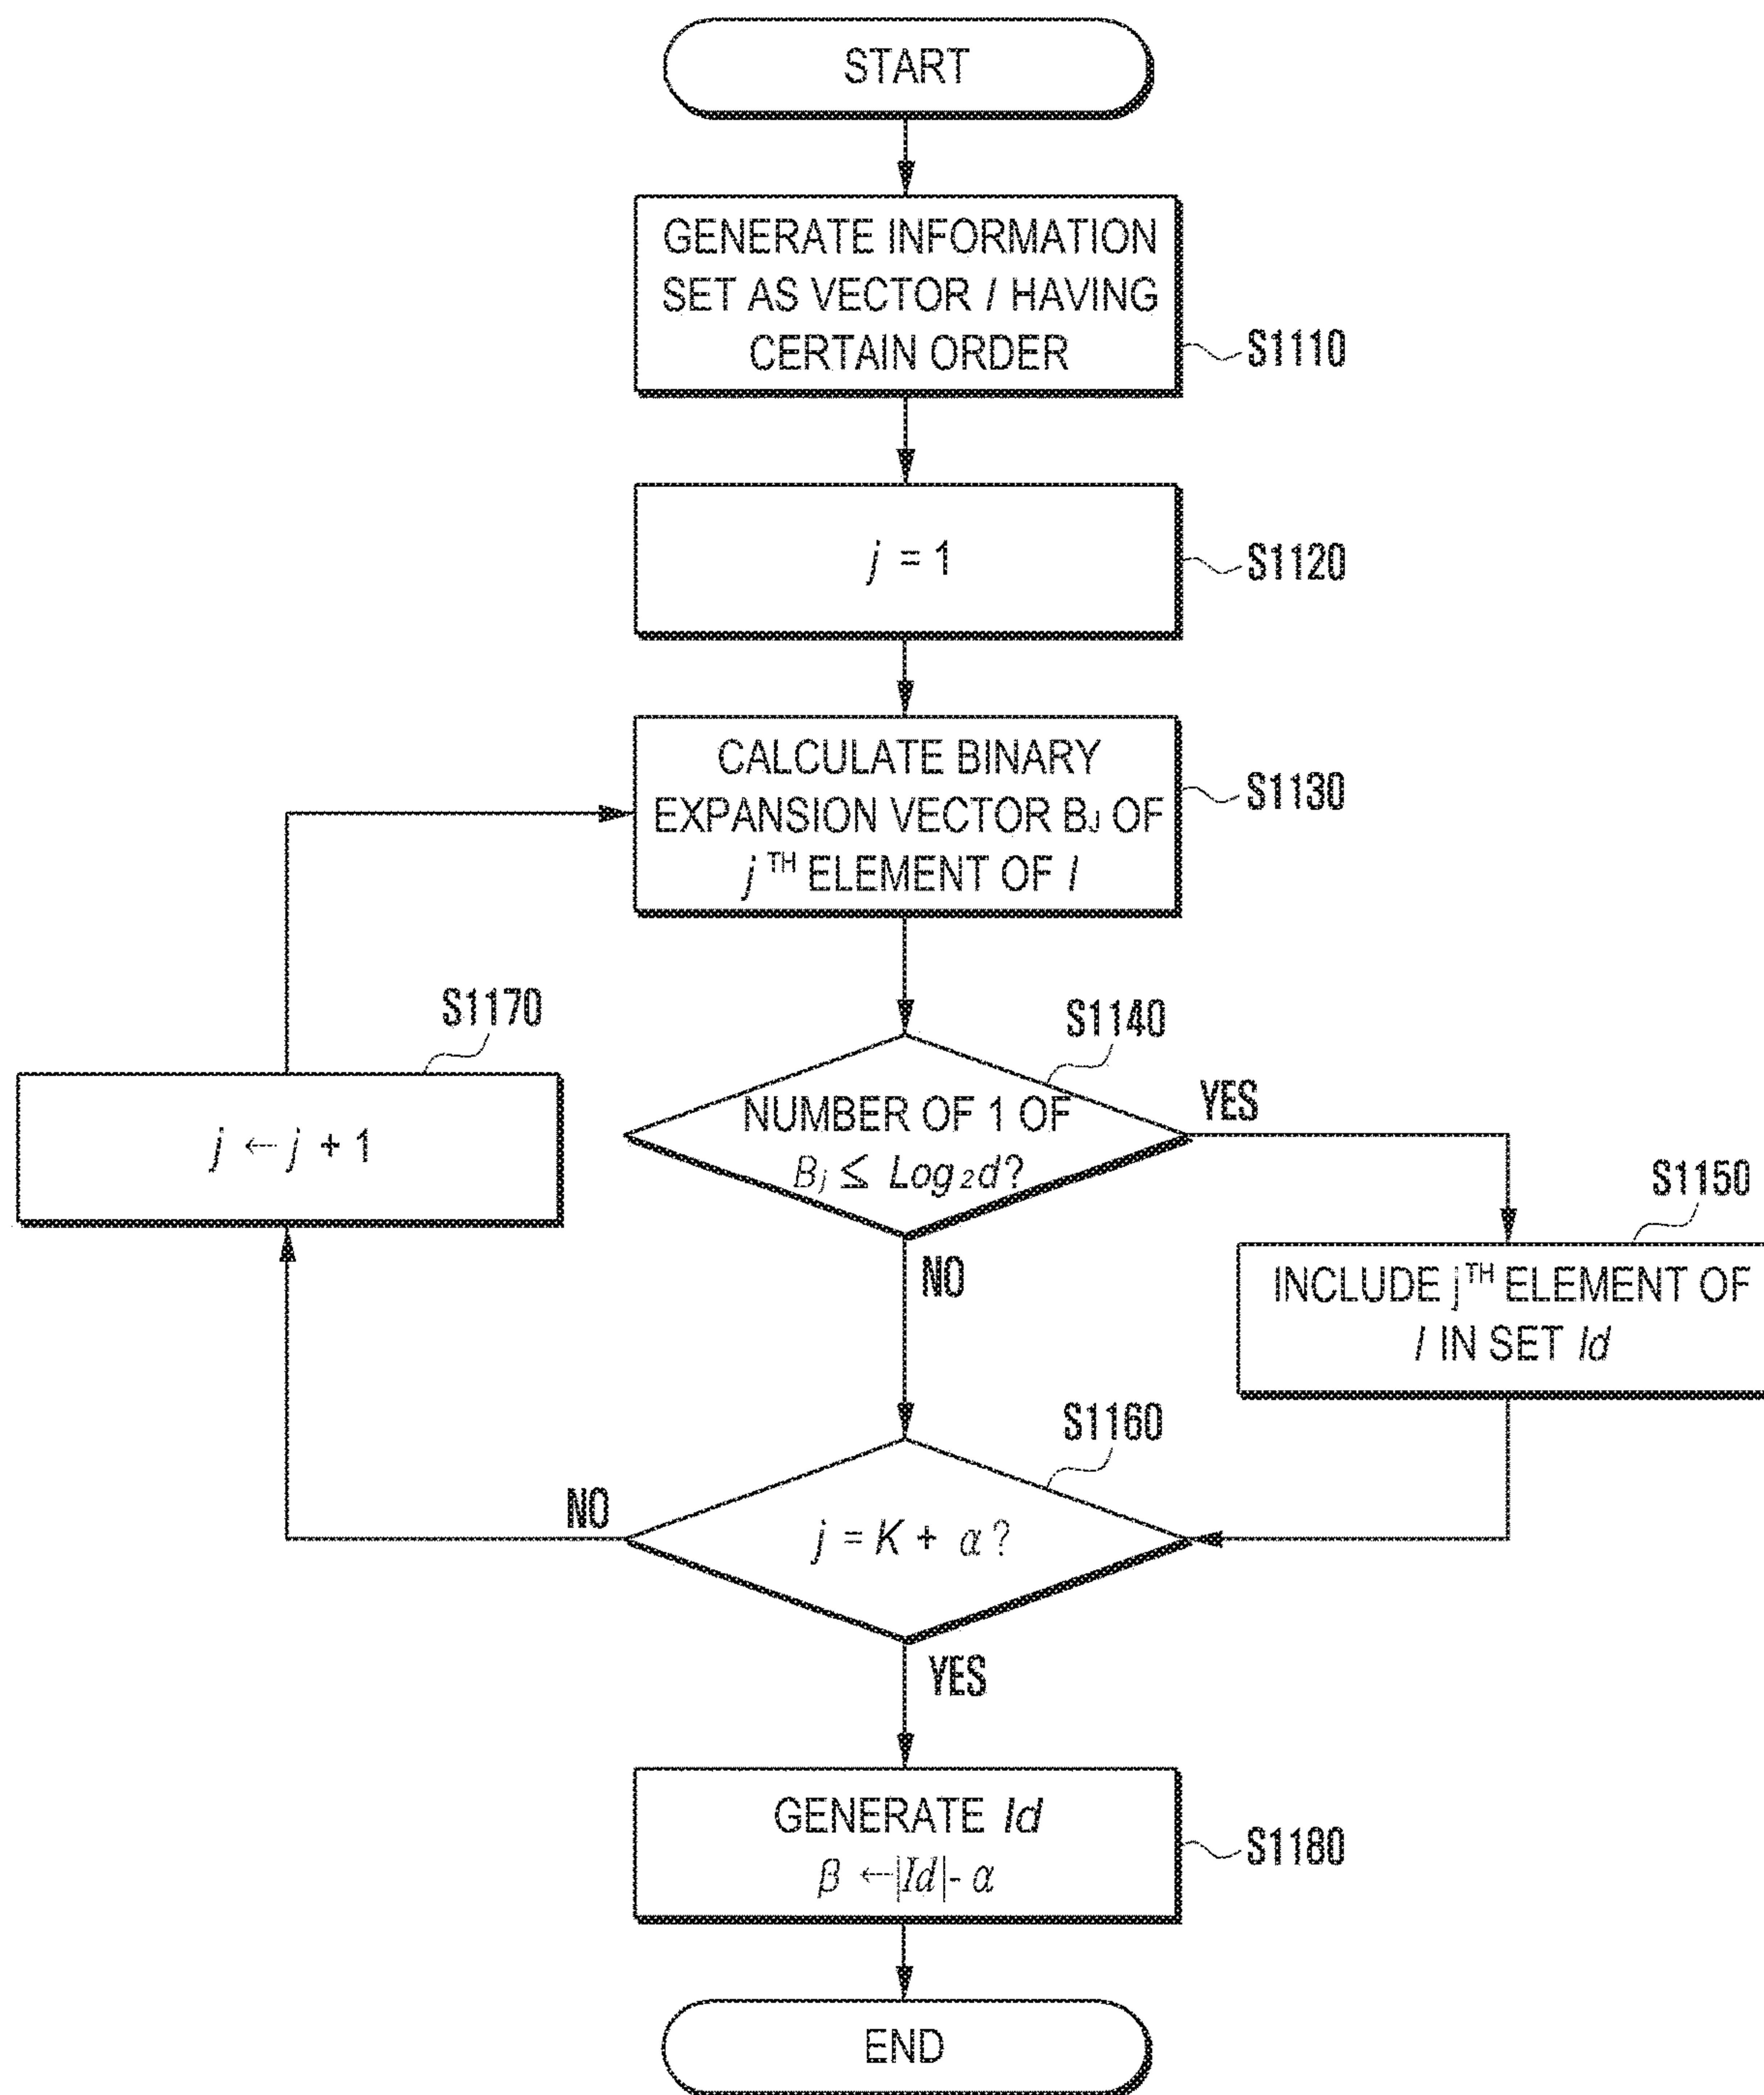 START
GENERATE INFORMATION
SET AS VECTOR I HAVING
CERTAIN ORDER
S1110
j = 1
S1120
CALCULATE BINARY
EXPANSION VECTOR BJ OF
j TH ELEMENT OF I
S1130
S1170
j ← j + 1
S1140
NUMBER OF 1 OF
Bj ≤ Log2d?
YES
NO
S1150
INCLUDE jTH ELEMENT OF
I IN SET Id
S1160
j = K + α ?
NO
YES
GENERATE Id
β ←|Id|- α
S1180
END